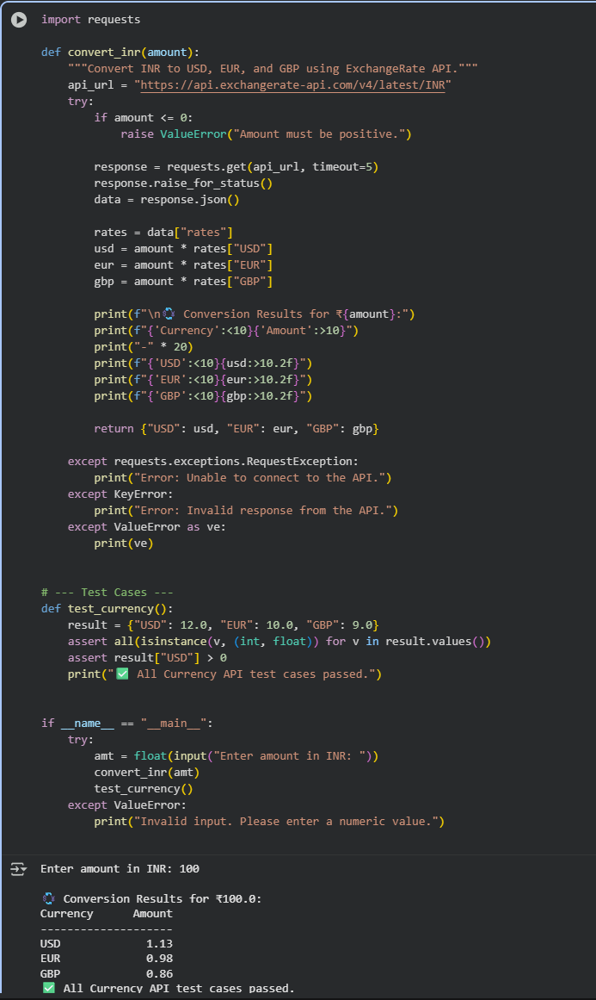 import requests

def convert_inr(amount):
    """Convert INR to USD, EUR, and GBP using ExchangeRate API."""
    api_url = "https://api.exchangerate-api.com/v4/latest/INR"
    try:
        if amount <= 0:
            raise ValueError("Amount must be positive.")

        response = requests.get(api_url, timeout=5)
        response.raise_for_status()
        data = response.json()

        rates = data["rates"]
        usd = amount * rates["USD"]
        eur = amount * rates["EUR"]
        gbp = amount * rates["GBP"]

        print(f"\n💱 Conversion Results for ₹{amount}:")
        print(f"{'Currency':<10}{'Amount':>10}")
        print("-" * 20)
        print(f"{'USD':<10}{usd:>10.2f}")
        print(f"{'EUR':<10}{eur:>10.2f}")
        print(f"{'GBP':<10}{gbp:>10.2f}")

        return {"USD": usd, "EUR": eur, "GBP": gbp}

    except requests.exceptions.RequestException:
        print("Error: Unable to connect to the API.")
    except KeyError:
        print("Error: Invalid response from the API.")
    except ValueError as ve:
        print(ve)


# --- Test Cases ---
def test_currency():
    result = {"USD": 12.0, "EUR": 10.0, "GBP": 9.0}
    assert all(isinstance(v, (int, float)) for v in result.values())
    assert result["USD"] > 0
    print("✅ All Currency API test cases passed.")


if __name__ == "__main__":
    try:
        amt = float(input("Enter amount in INR: "))
        convert_inr(amt)
        test_currency()
    except ValueError:
        print("Invalid input. Please enter a numeric value.")

Enter amount in INR: 100

💱 Conversion Results for ₹100.0:
Currency      Amount
--------------------
USD             1.13
EUR             0.98
GBP             0.86
✅ All Currency API test cases passed.